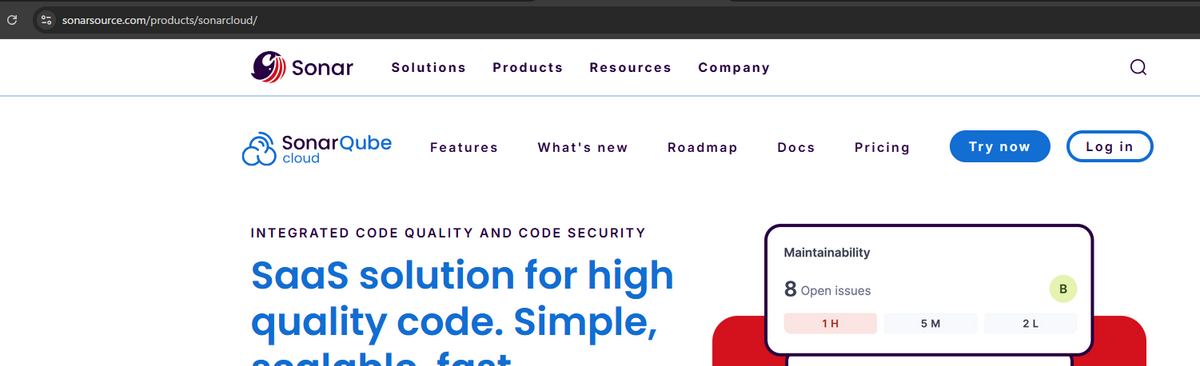 sonarsource.com/products/sonarcloud/
Sonar Solutions Products Resources Company
SonarQube
cloud
Features What's new Roadmap Docs Pricing Try now Log in
INTEGRATED CODE QUALITY AND CODE SECURITY
SaaS solution for high
quality code. Simple,
scalable, fast.
Maintainability
8 Open issues
B
1 H 5 M 2 L